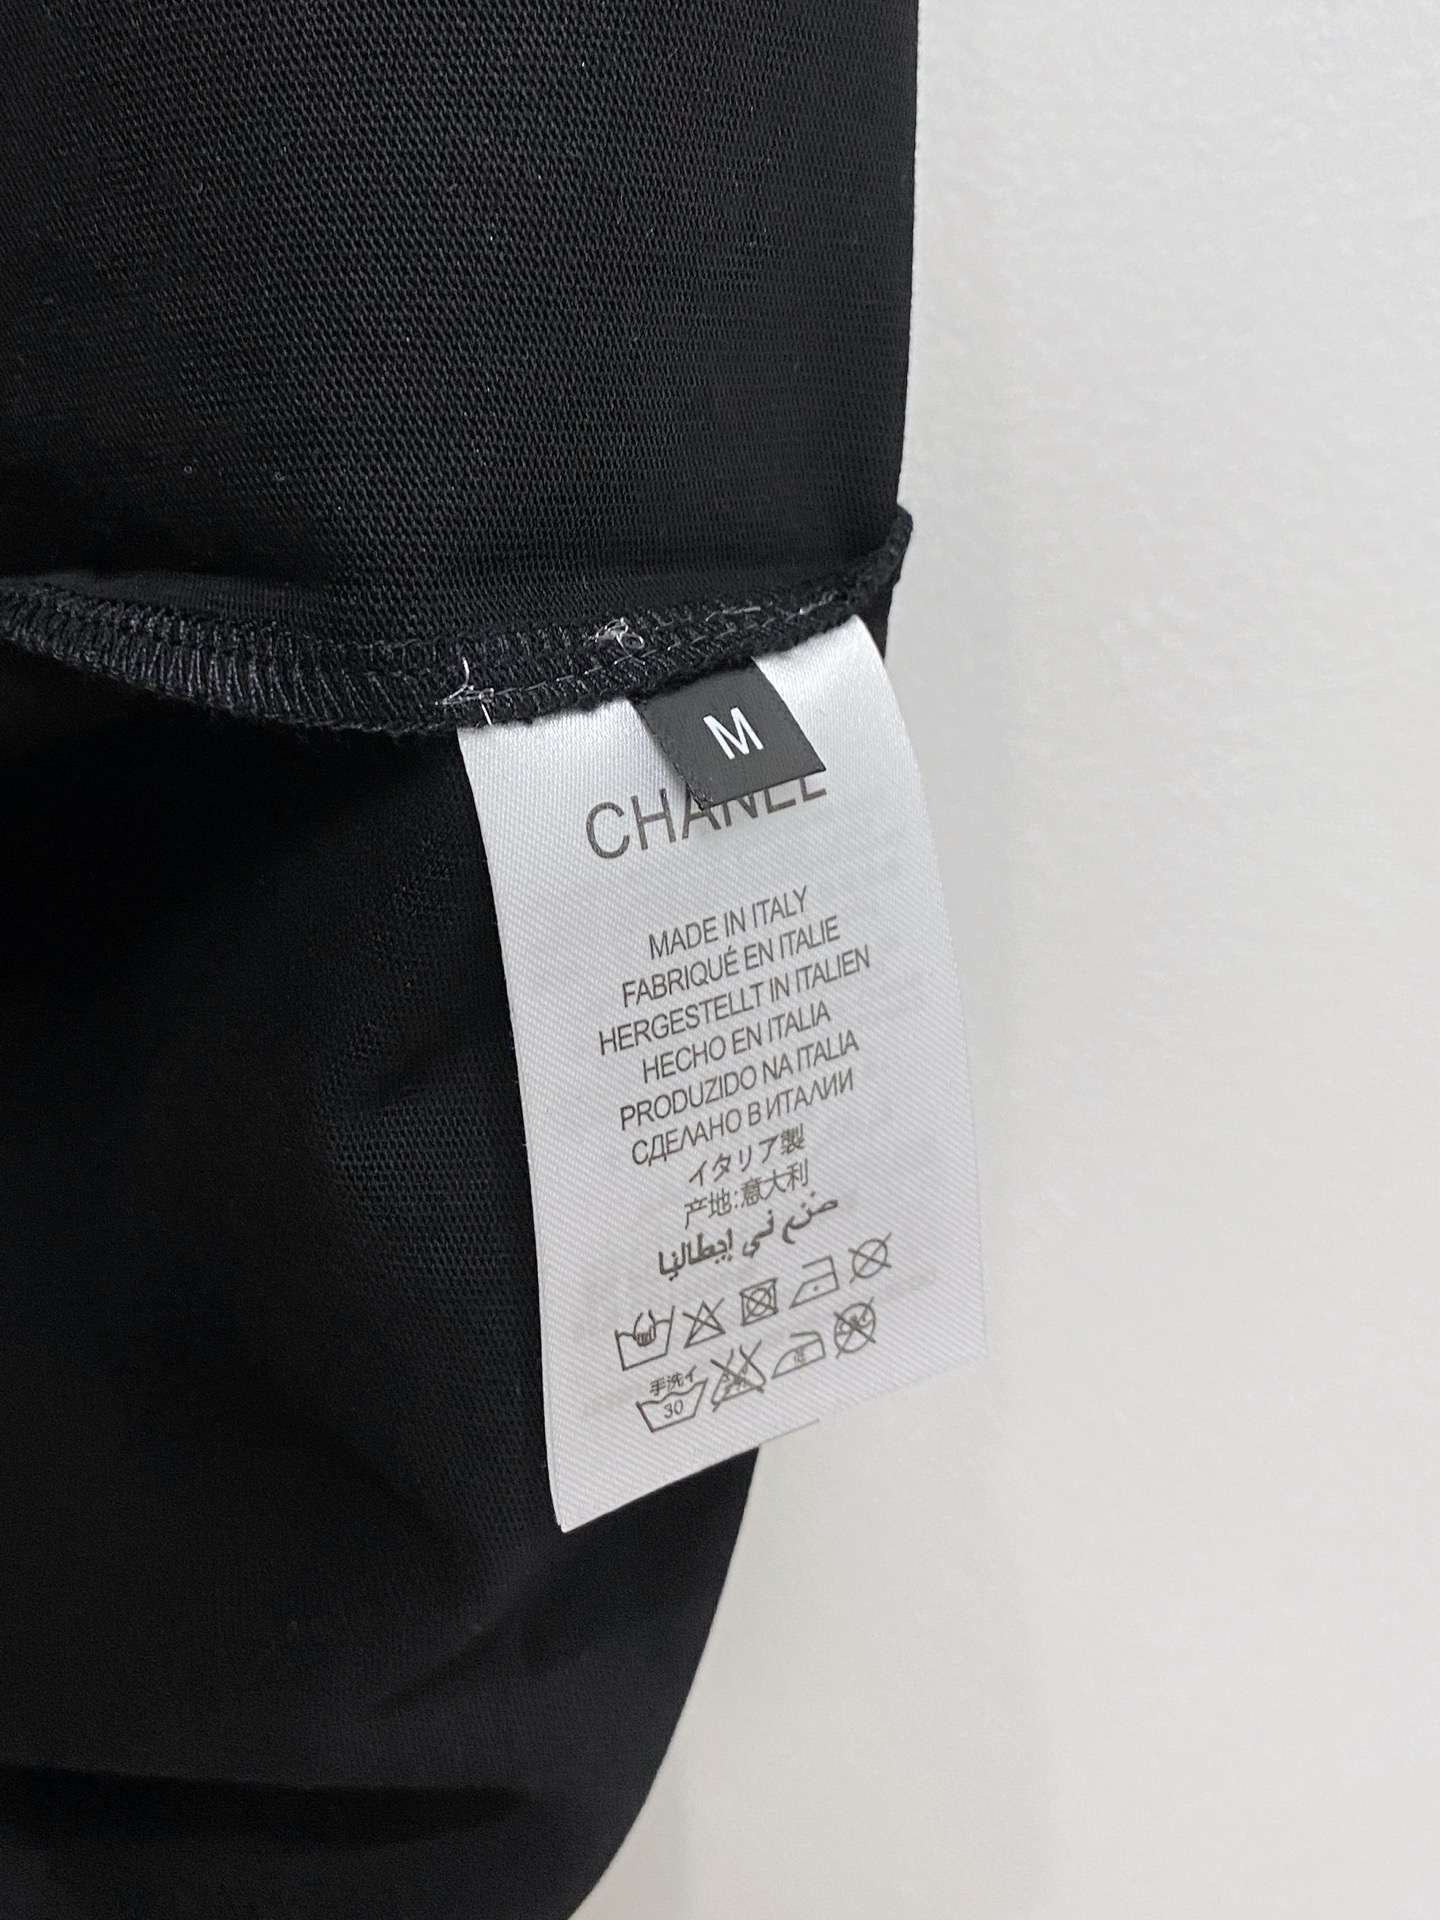 M
CHANEL
MADE IN ITALY
FABRIQUÉ EN ITALIE
HERGESTELLT IN ITALIEN
HECHO EN ITALIA
PRODUZIDO NA ITALIA
СДЕЛАНО В ИТАЛИИ
イタリア製
产地:意大利
صنع في إيطاليا
手洗イ
30
低